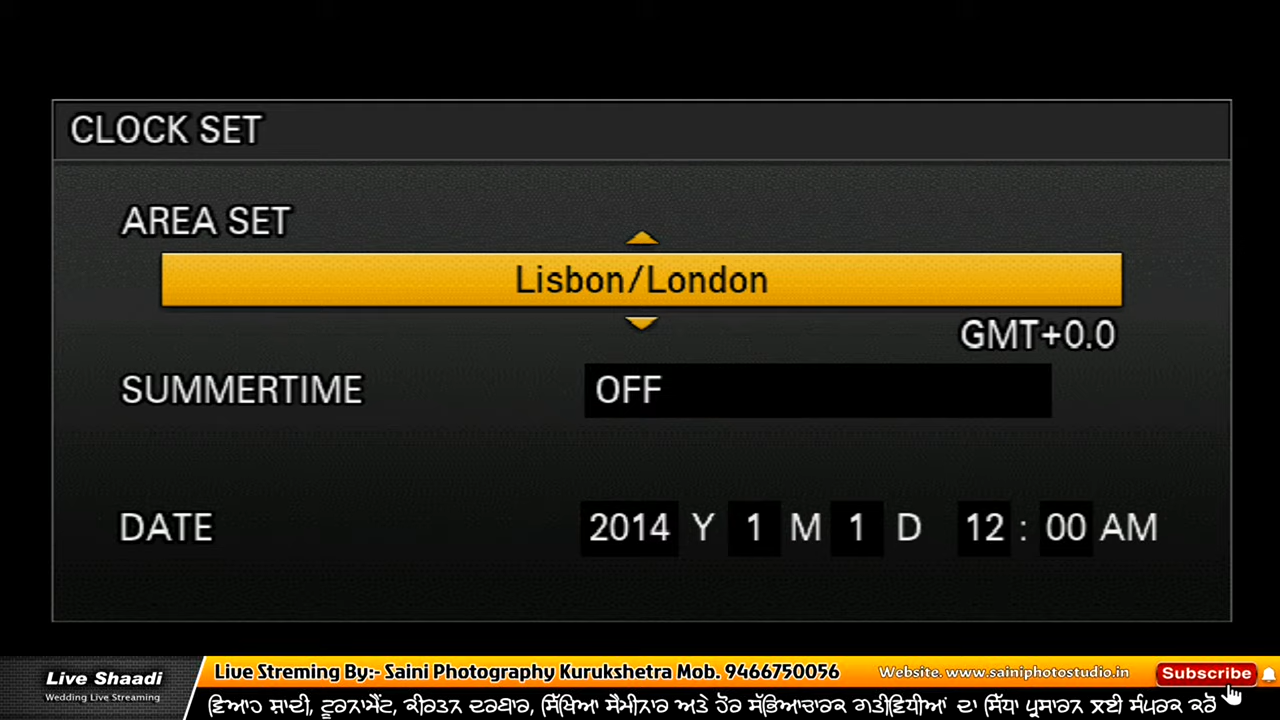 CLOCK SET
AREA SET
Lisbon/London
GMT+0.0
SUMMERTIME OFF
DATE 2014 Y 1 M 1 D 12 : 00 AM
Live Shaadi
Wedding Live Streaming
Live Streming By:- Saini Photography Kurukshetra Mob. 9466750056
Website. www.sainiphotostudio.in
Subscribe
ਵਿਆਹ ਸ਼ਾਦੀ, ਟੂਰਨਾਮੈਂਟ, ਕੀਰਤਨ ਦਰਬਾਰ, ਸਿੱਖਿਆ ਸੈਮੀਨਾਰ ਅਤੇ ਹੋਰ ਸੱਭਿਆਚਾਰਕ ਗਤੀਵਿਧੀਆਂ ਦਾ ਸਿੱਧਾ ਪ੍ਰਸਾਰਨ ਲਈ ਸੰਪਰਕ ਕਰੋ